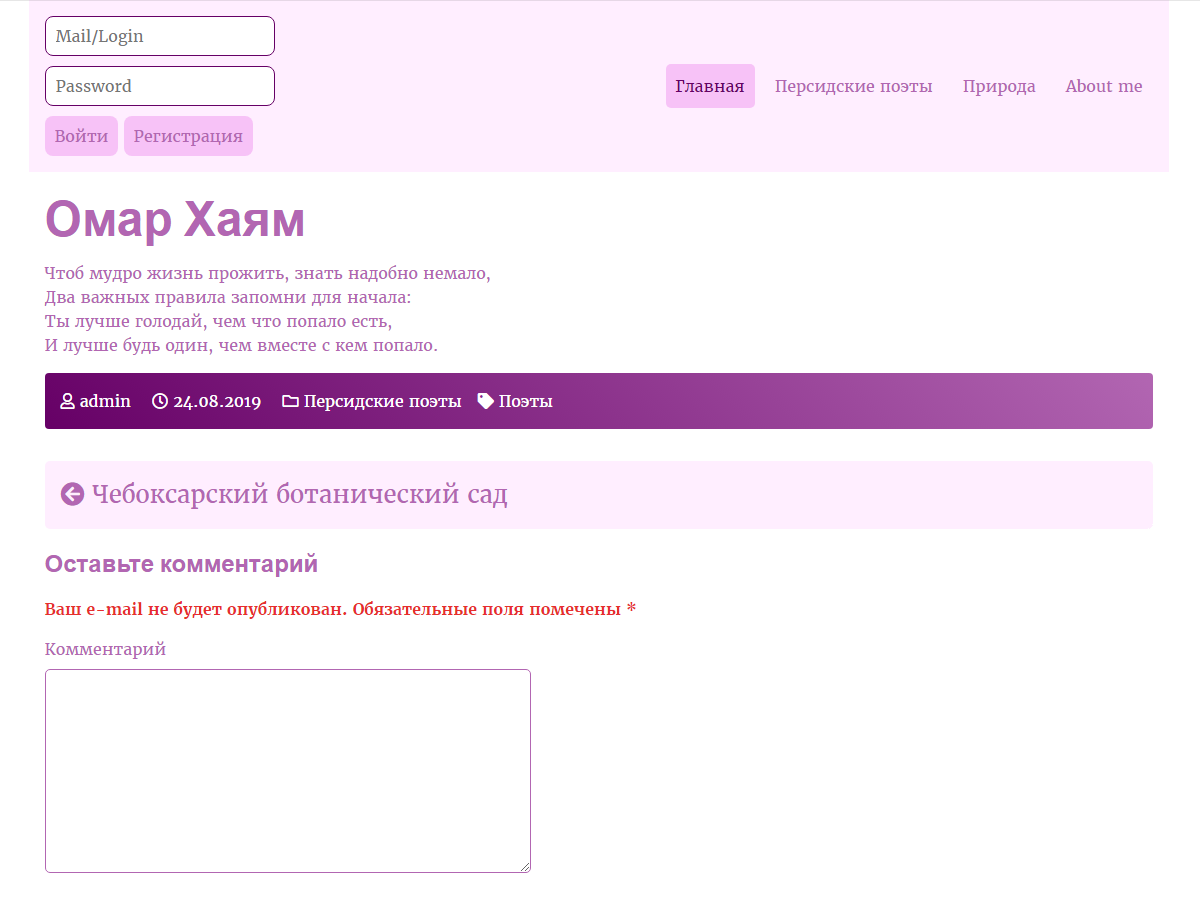 Mail/Login
Password
Войти Регистрация
Главная Персидские поэты Природа About me
Омар Хаям
Чтоб мудро жизнь прожить, знать надобно немало,
Два важных правила запомни для начала:
Ты лучше голодай, чем что попало есть,
И лучше будь один, чем вместе с кем попало.
admin 24.08.2019 Персидские поэты Поэты
Чебоксарский ботанический сад
Оставьте комментарий
Ваш e-mail не будет опубликован. Обязательные поля помечены *
Комментарий